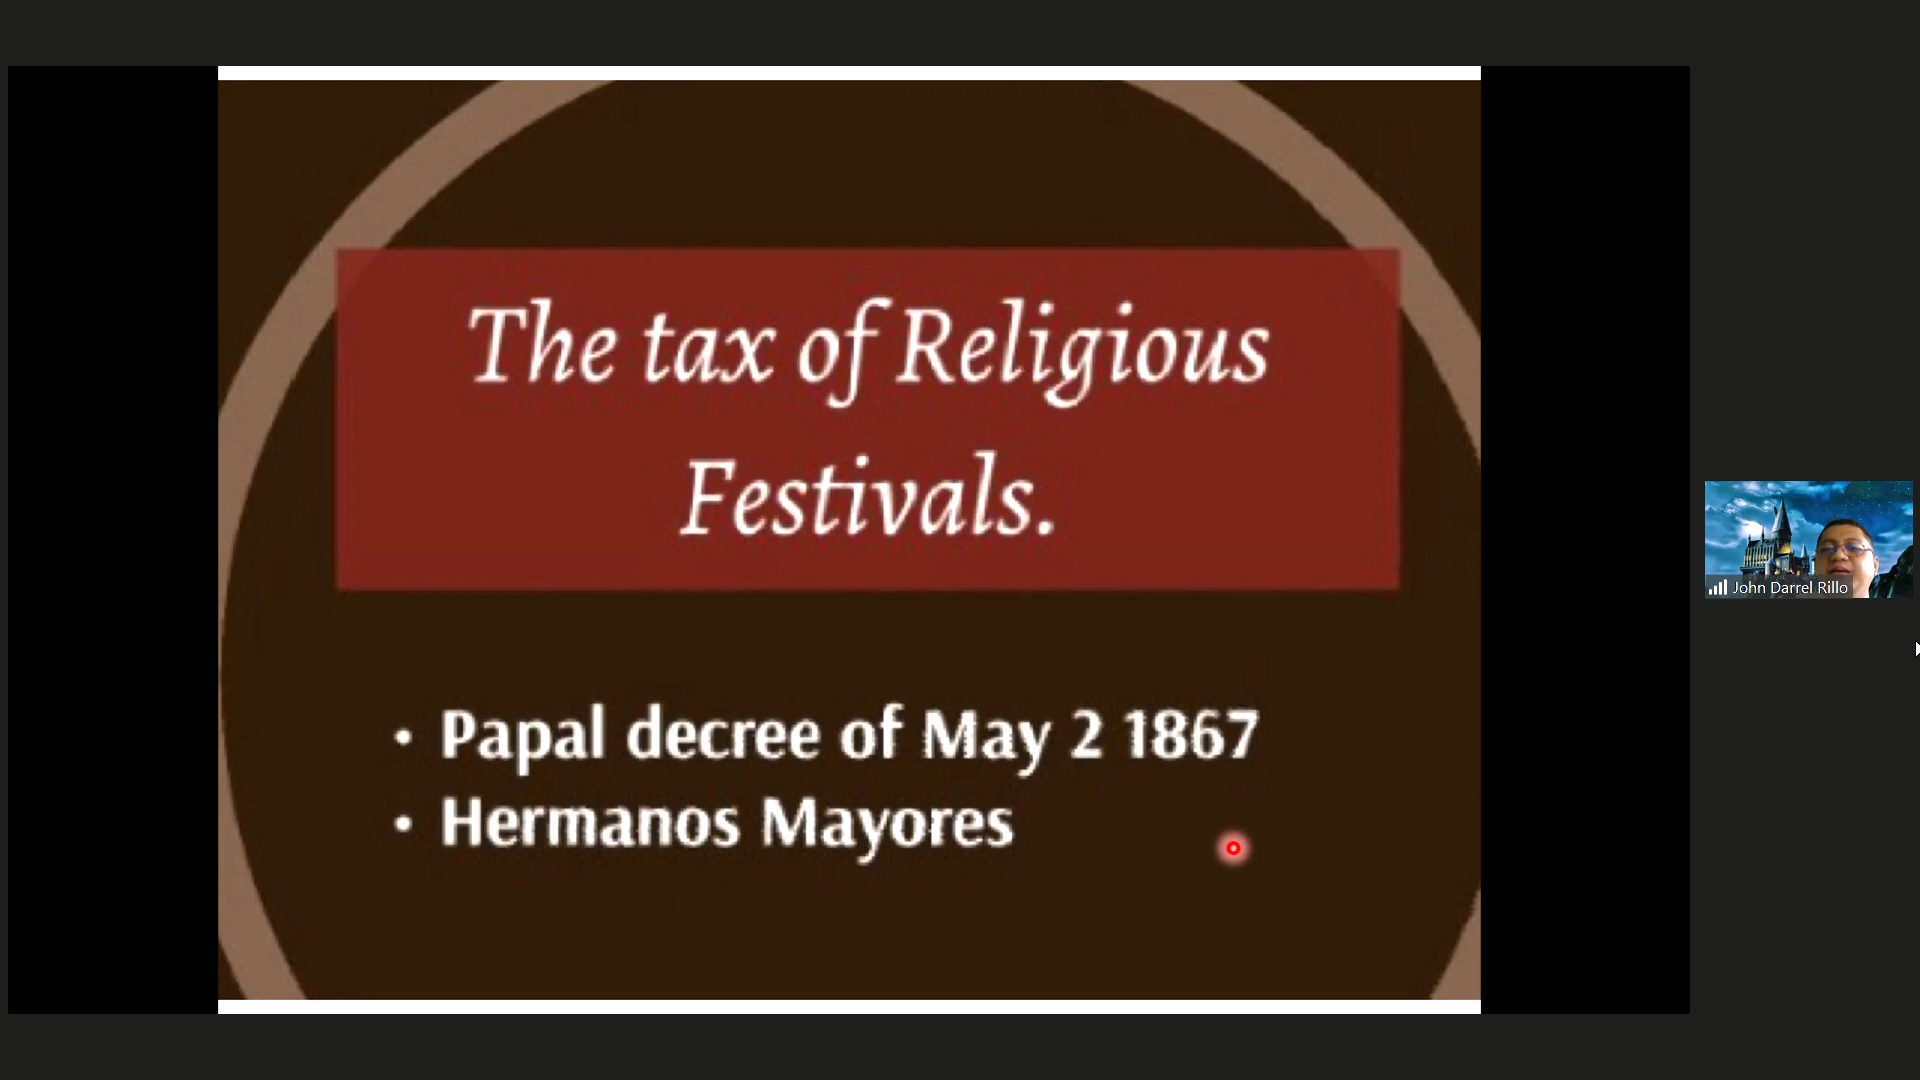 The tax of Religious
Festivals.
• Papal decree of May 2 1867
• Hermanos Mayores
John Darrel Rillo